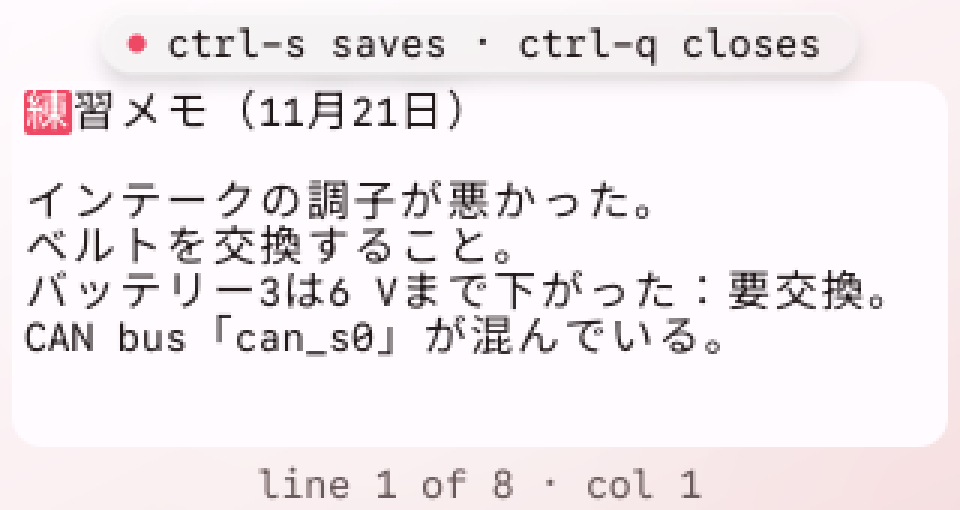 ctrl-s saves · ctrl-q closes
練習メモ（11月21日）
インテークの調子が悪かった。
ベルトを交換すること。
バッテリー3は6 Vまで下がった：要交換。
CAN bus「can_s0」が混んでいる。
line 1 of 8 · col 1